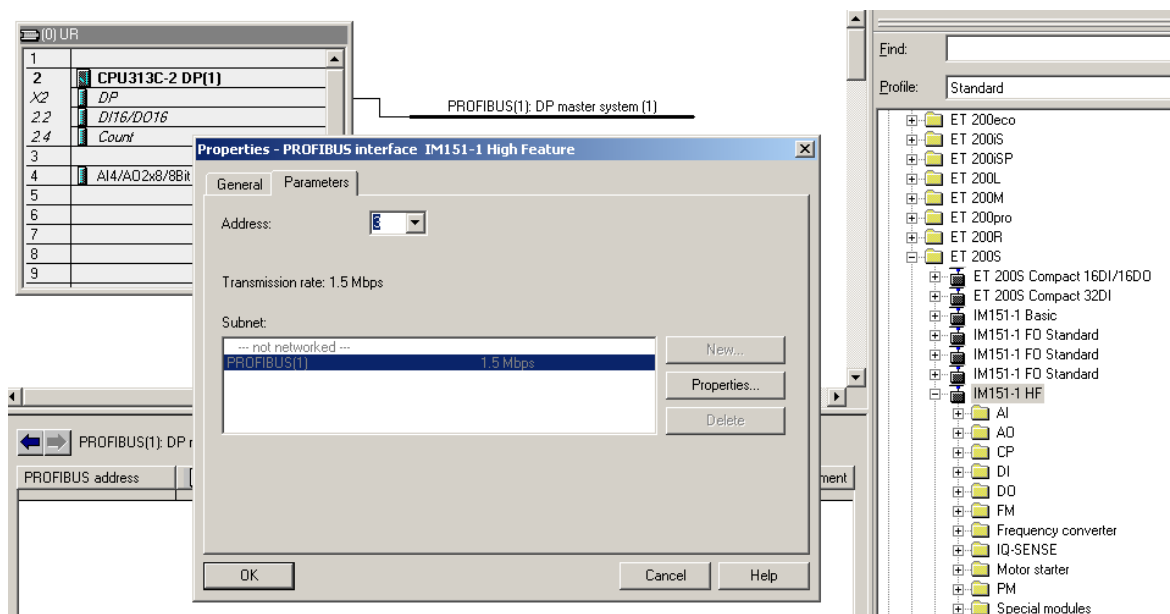 (0) UR
1
2 CPU313C-2 DP(1)
X2 DP
2.2 DI16/DO16
2.4 Count
3
4 AI4/AO2x8/8Bit
5
6
7
8
9
PROFIBUS(1): DP master system (1)
Properties - PROFIBUS interface IM151-1 High Feature
General Parameters
Address: 3
Transmission rate: 1.5 Mbps
Subnet:
--- not networked ---
PROFIBUS(1) 1.5 Mbps
New...
Properties...
Delete
OK Cancel Help
PROFIBUS(1): DP
PROFIBUS address
Find:
Profile: Standard
ET 200eco
ET 200iS
ET 200iSP
ET 200L
ET 200M
ET 200pro
ET 200R
ET 200S
ET 200S Compact 16DI/16DO
ET 200S Compact 32DI
IM151-1 Basic
IM151-1 FO Standard
IM151-1 FO Standard
IM151-1 FO Standard
IM151-1 HF
AI
AO
CP
DI
DO
FM
Frequency converter
IQ-SENSE
Motor starter
PM
Special modules